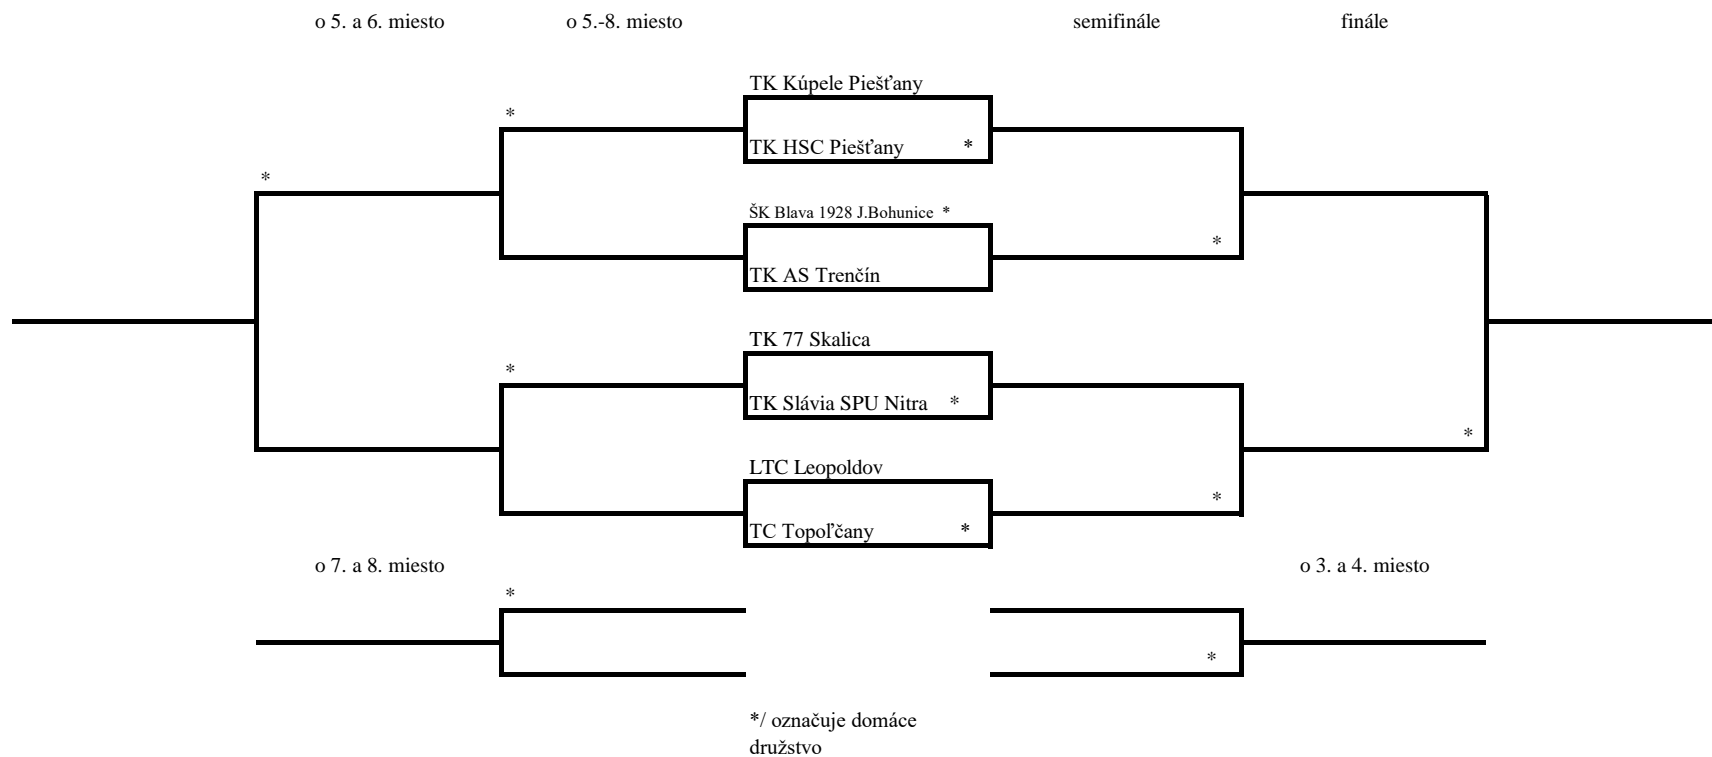 o 5. a 6. miesto o 5.-8. miesto semifinále finále
TK Kúpele Piešťany
*
TK HSC Piešťany *
*
ŠK Blava 1928 J.Bohunice *
*
TK AS Trenčín
TK 77 Skalica
*
TK Slávia SPU Nitra *
*
LTC Leopoldov
*
TC Topoľčany *
o 7. a 8. miesto o 3. a 4. miesto
*
*
*/ označuje domáce
družstvo